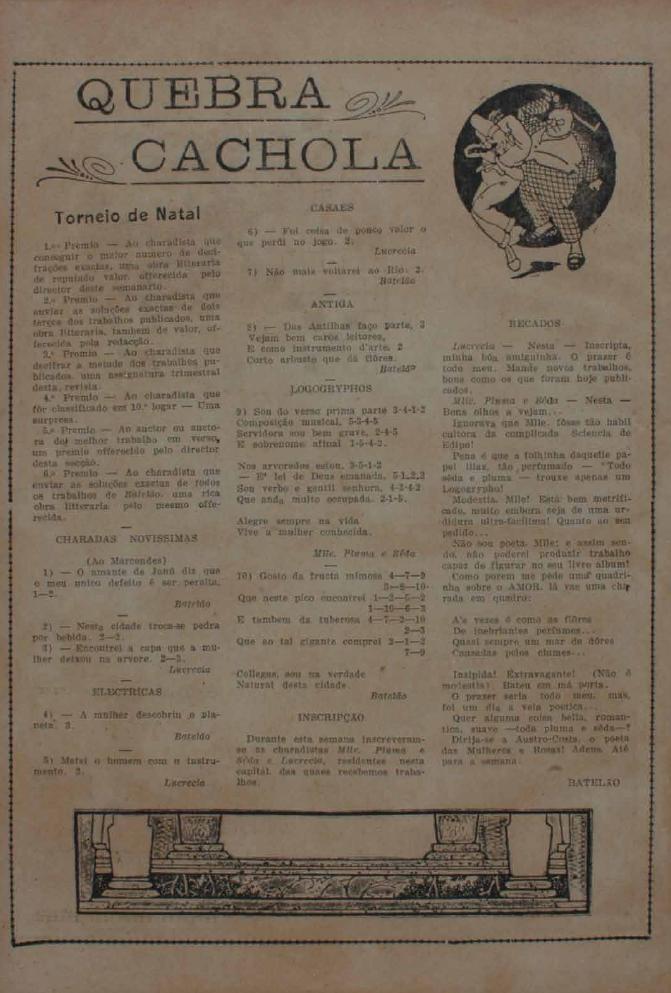 QUEBRA
CACHOLA
Torneio de Natal
1.º Premio — Ao charadista que
conseguir o maior numero de deci-
frações exactas, uma obra litteraria
de reputado valor, offerecida pelo
director deste semanario.
2.º Premio — Ao charadista que
enviar as soluções exactas de dois
terços dos trabalhos publicados, uma
obra litteraria, tambem de valor, of-
ferecida pela redacção.
3.º Premio — Ao charadista que
decifrar a metade dos trabalhos pu-
blicados, uma assignatura trimestral
desta revista.
4.º Premio — Ao charadista que
fôr classificado em 10.º logar — Uma
surpresa.
5.º Premio — Ao auctor ou aucto-
ra do melhor trabalho em verso,
um premio offerecido pelo director
desta secção.
6.º Premio — Ao charadista que
enviar as soluções exactas de todos
os trabalhos de Batelão, uma rica
obra litteraria pelo mesmo offe-
recida.
CHARADAS NOVISSIMAS
(Ao Marcondes)
1) — O amante de Janú diz que
o meu unico defeito é ser peralta.
1—2.
Batelão
2) — Nesta cidade troca-se pedra
por bebida. 2—2.
3) — Encontrei a capa que a mu-
lher deixou na arvore. 2—3.
Lucrecia
ELECTRICAS
4) — A mulher descobriu o pla-
neta. 3.
Batelão
5) — Matei o homem com o instru-
mento. 2.
Lucrecia
CASAES
6) — Foi coisa de pouco valor o
que perdi no jogo. 2.
Lucrecia
7) Não mais voltarei ao Rio. 2.
Batelão
ANTIGA
8) — Das Antilhas faço parte, 3
Vejam bem caros leitores,
E como instrumento d'arte, 2
Corto arbusto que dá flôres.
Batelão
LOGOGRYPHOS
9) Sou do verso prima parte 3-4-1-2
Composição musical, 5-3-4-5
Servidora sou bem grave, 2-4-5
E sobrenome afinal 1-5-4-2.
Nos arvoredos estou, 3-5-1-2
— E' lei de Deus emanada, 5-1-2-3
Sou verbo e gentil senhora, 4-3-4-2
Que anda muito occupada. 2-1-5.
Alegre sempre na vida
Vive a mulher conhecida.
Mlle. Pluma e Sêda
10) Gosto da fructa mimosa 4—7—9
3—8—10
Que neste pico encontrei 1—2—5—2
1—10—6—3
E tambem da tuberosa 4—7—2—10
2—3
Que ao tal gigante comprei 2—1—2
7—9
Collegas, sou na verdade
Natural desta cidade.
Batelão
INSCRIPÇÃO
Durante esta semana inscreveram-
se as charadistas Mlle. Pluma e
Sêda e Lucrecia, residentes nesta
capital, das quaes recebemos traba-
lhos.
RECADOS
Lucrecia — Nesta — Inscripta,
minha bôa amiguinha. O prazer é
todo meu. Mande novos trabalhos,
bons como os que foram hoje publi-
cados.
Mlle. Pluma e Sêda — Nesta —
Bons olhos a vejam...
Ignorava que Mlle. fôsse tão habil
cultora da complicada Sciencia de
Edipo!
Pena é que a folhinha daquelle pa-
pel lilaz, tão perfumado — "Todo
sêda e pluma — trouxe apenas um
Logogrypho!
Modestia, Mlle! Está bem metrifi-
cado, muito embora seja de uma ur-
didura ultra-facilima! Quanto ao seu
pedido...
Não sou poeta, Mlle; e assim sen-
do, não poderei produzir trabalho
capaz de figurar no seu livro album!
Como porem me pede uma quadri-
nha sobre o AMOR, lá vae uma cha-
rada em quadro:
A's vezes é como as flôres
De inebriantes perfumes...
Quasi sempre um mar de dôres
Causadas pelos ciumes...
Insipida! Extravagante! (Não é
modestia). Bateu em má porta.
O prazer seria todo meu, mas,
foi um dia a veia poetica...
Quer alguma coisa bella, roman-
tica, suave —toda pluma e sêda—?
Dirija-se a Austro-Costa, o poeta
das Mulheres e Rosas! Adeus. Até
para a semana.
BATELÃO